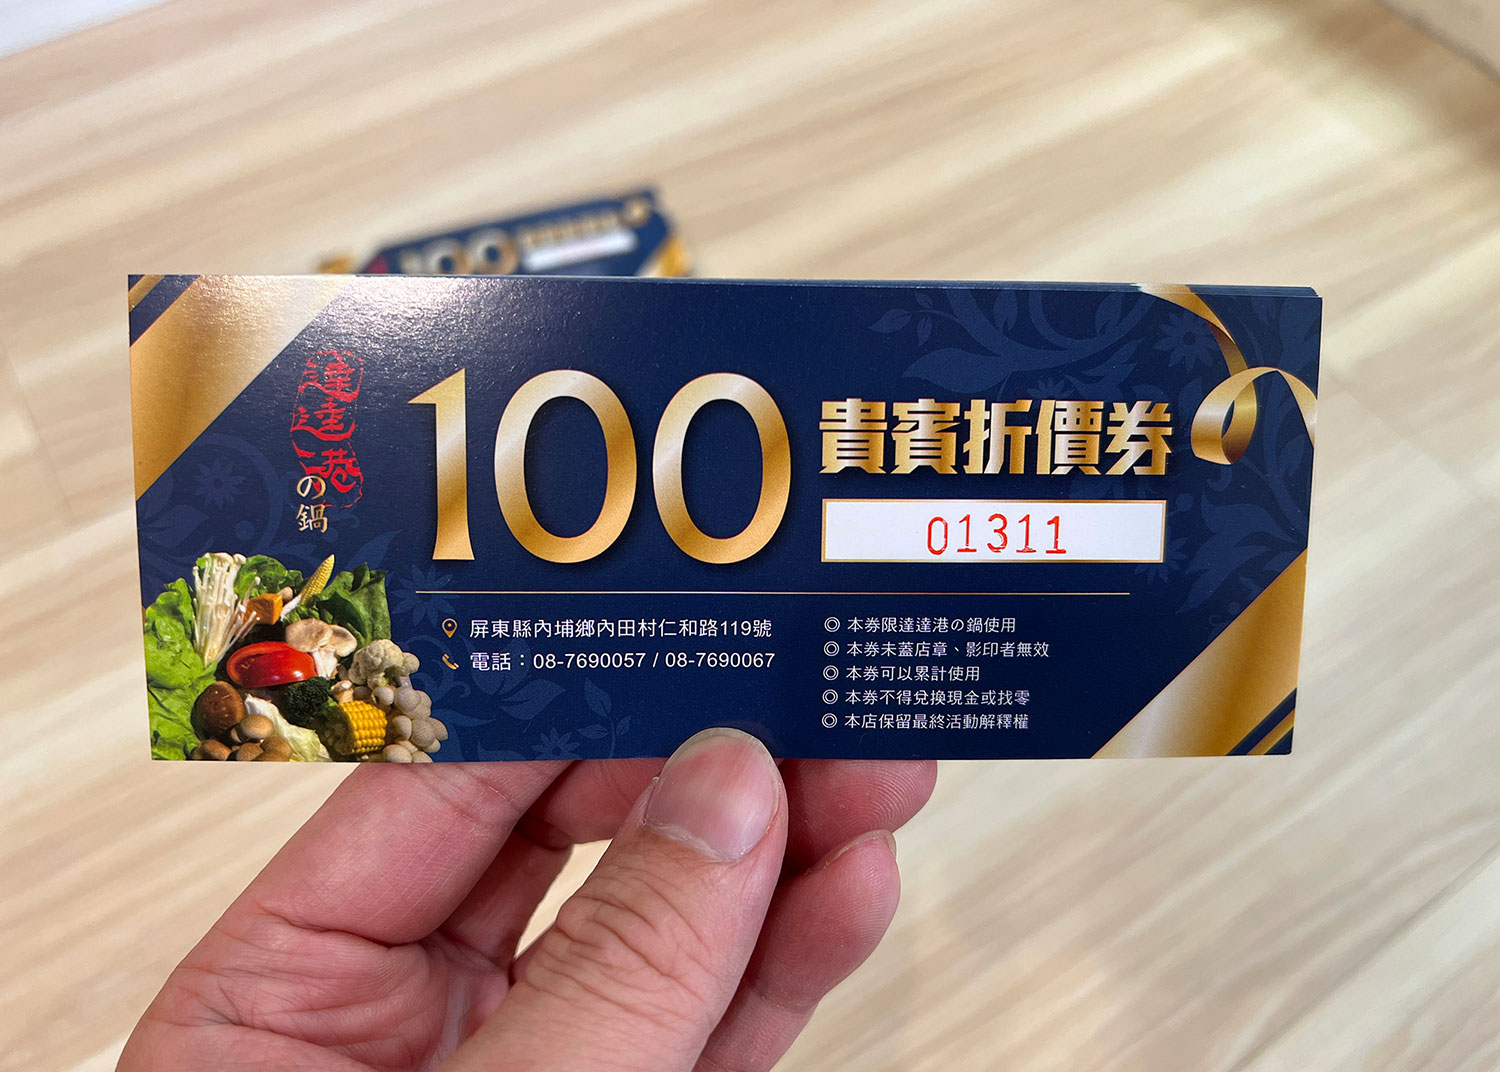 100
達達港
の鍋
100
貴賓折價券
01311
屏東縣內埔鄉內田村仁和路119號
電話：08-7690057 / 08-7690067
◎ 本券限達達港の鍋使用
◎ 本券未蓋店章、影印者無效
◎ 本券可以累計使用
◎ 本券不得兌換現金或找零
◎ 本店保留最終活動解釋權